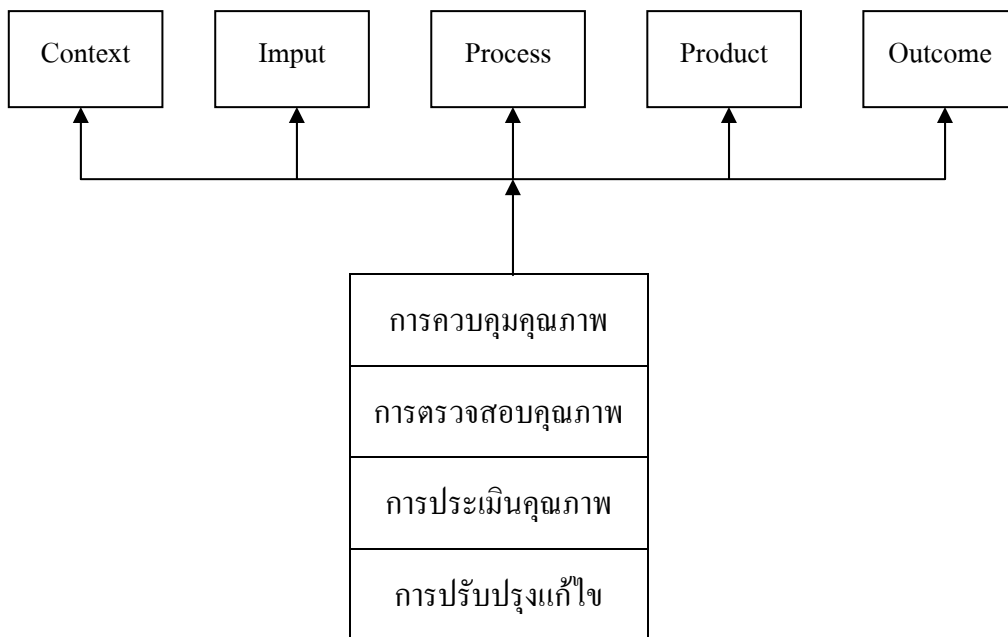 Context
Imput
Process
Product
Outcome
การควบคุมคุณภาพ
การตรวจสอบคุณภาพ
การประเมินคุณภาพ
การปรับปรุงแก้ไข